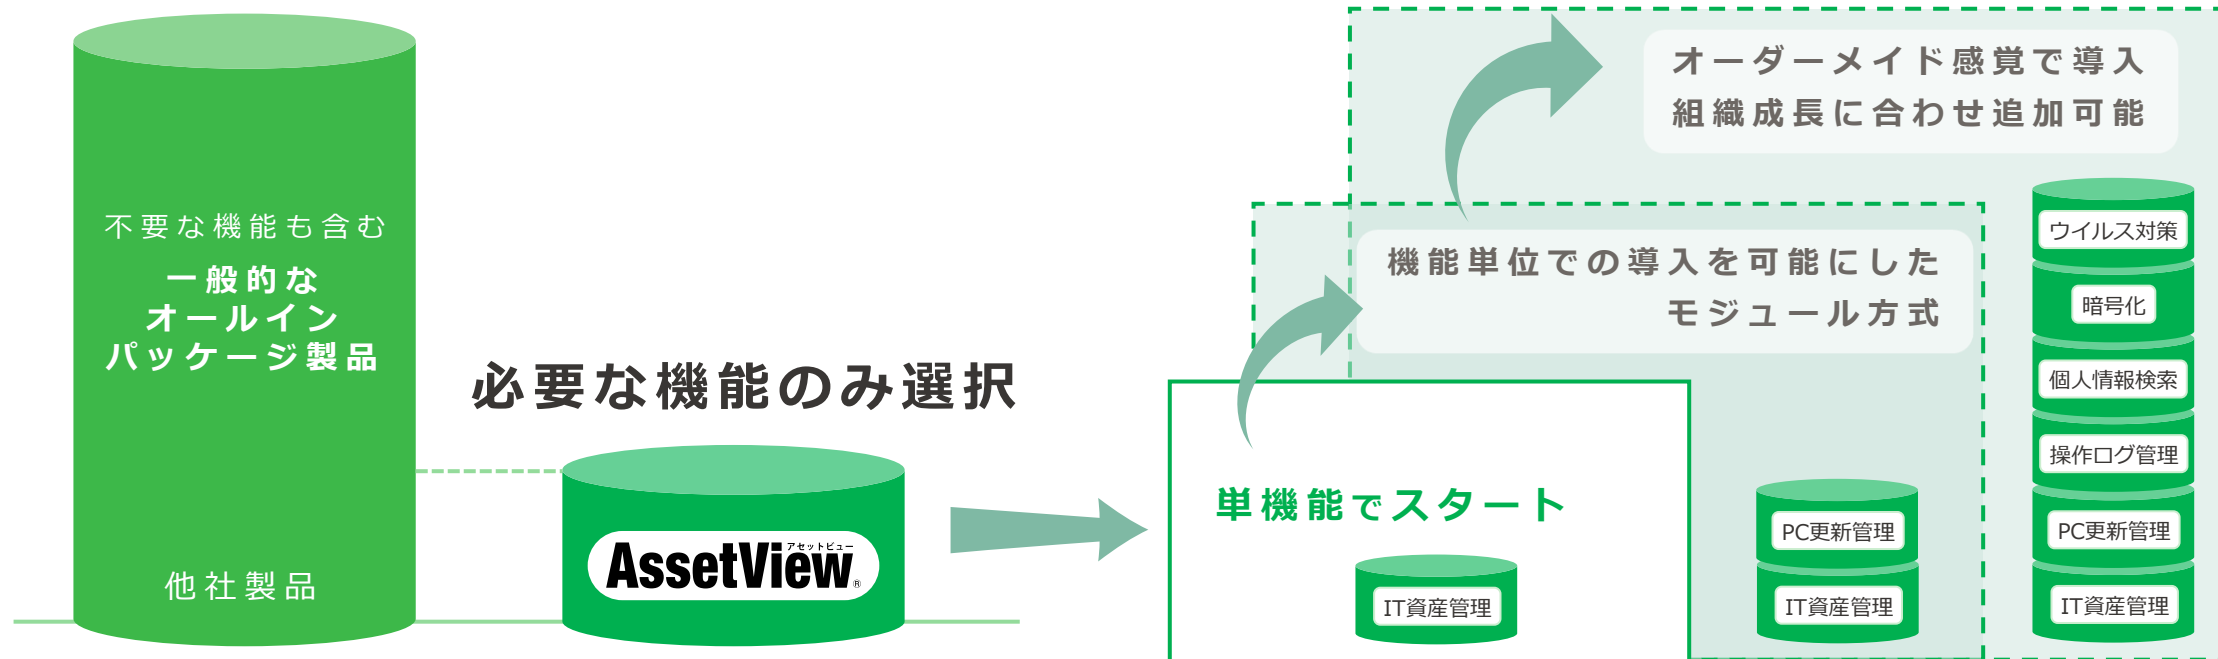 不要な機能も含む
一般的な
オールイン
パッケージ製品
他社製品
必要な機能のみ選択
アセットビュー
AssetView®
単機能でスタート
IT資産管理
機能単位での導入を可能にした
モジュール方式
PC更新管理
IT資産管理
オーダーメイド感覚で導入
組織成長に合わせ追加可能
ウイルス対策
暗号化
個人情報検索
操作ログ管理
PC更新管理
IT資産管理